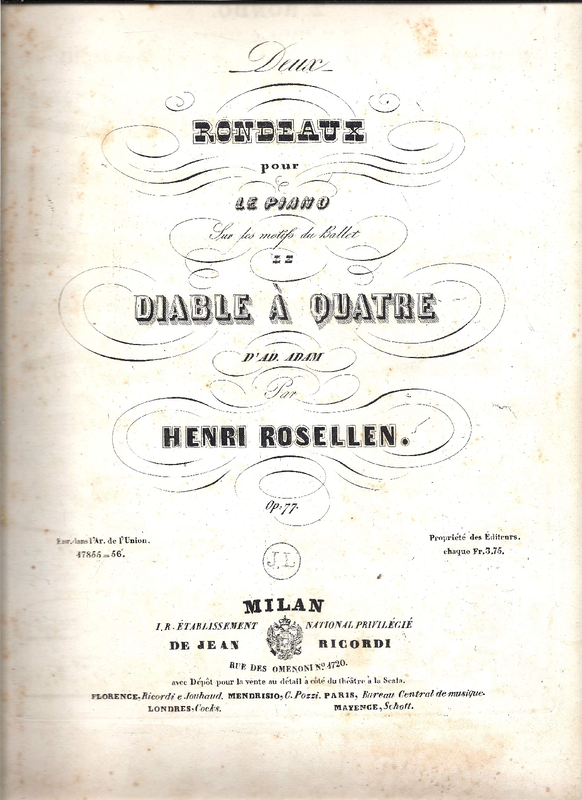 Deux
RONDEAUX
pour
LE PIANO
Sur les motifs du Ballet
LE
DIABLE À QUATRE
D'AD. ADAM
Par
HENRI ROSELLEN.
Op. 77.
Enr. dans l'Ar. de l'Union.
17855 - 56.
Propriété des Éditeurs.
chaque Fr. 3,75.
J.L
MILAN
I. R. ÉTABLISSEMENT NATIONAL PRIVILÉGIÉ
DE JEAN RICORDI
RUE DES OMENONI Nº 1720.
avec Dépôt pour la vente au détail à côté du théâtre à la Scala.
FLORENCE, Ricordi e Jouhaud. MENDRISIO, C. Pozzi. PARIS, Bureau Central de musique.
LONDRES, Cocks. MAYENCE, Schott.